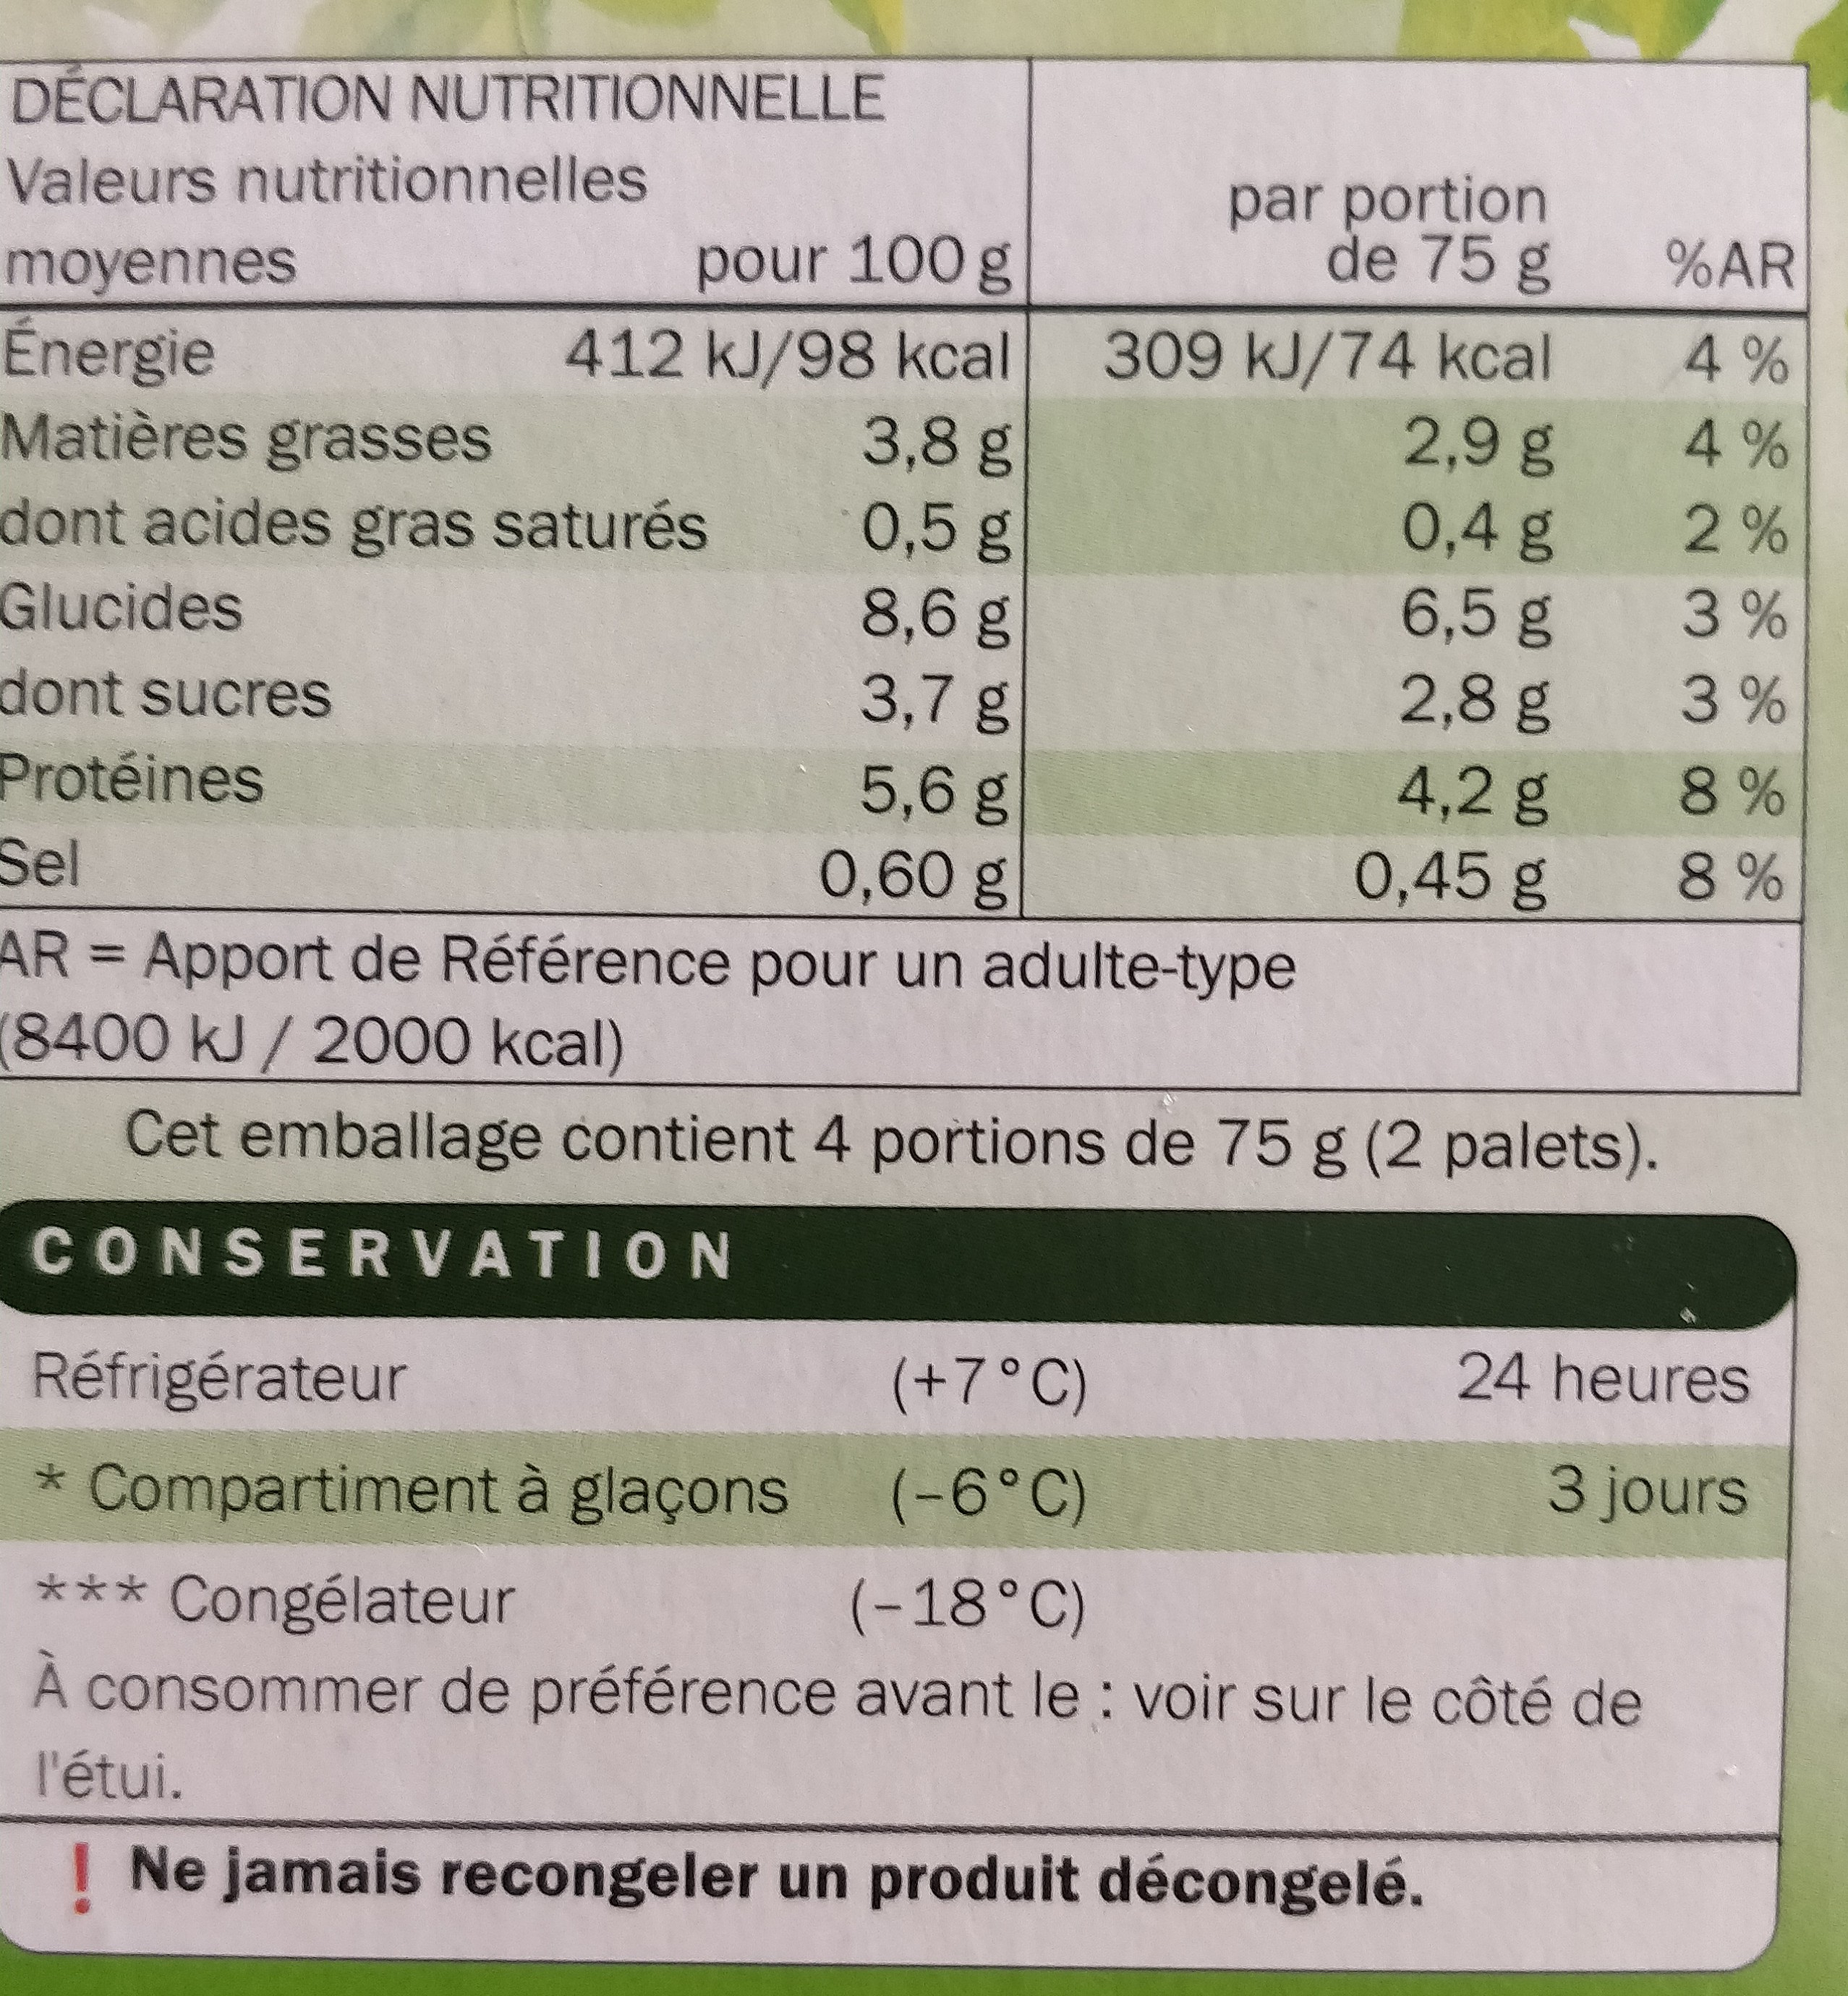 DÉCLARATION NUTRITIONNELLE
Valeurs nutritionnelles
moyennes pour 100 g par portion de 75 g %AR
Énergie 412 kJ/98 kcal 309 kJ/74 kcal 4 %
Matières grasses 3,8 g 2,9 g 4 %
dont acides gras saturés 0,5 g 0,4 g 2 %
Glucides 8,6 g 6,5 g 3 %
dont sucres 3,7 g 2,8 g 3 %
Protéines 5,6 g 4,2 g 8 %
Sel 0,60 g 0,45 g 8 %
AR = Apport de Référence pour un adulte-type
(8400 kJ / 2000 kcal)
Cet emballage contient 4 portions de 75 g (2 palets).
CONSERVATION
Réfrigérateur (+7°C) 24 heures
* Compartiment à glaçons (–6°C) 3 jours
*** Congélateur (–18°C)
À consommer de préférence avant le : voir sur le côté de
l'étui.
! Ne jamais recongeler un produit décongelé.